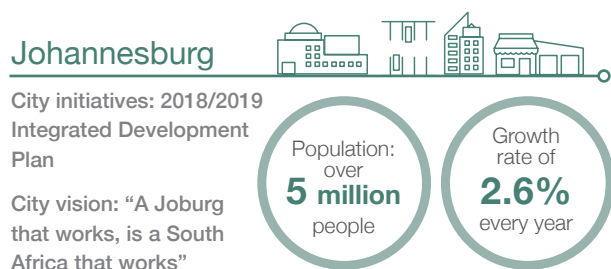 Johannesburg
City initiatives: 2018/2019
Integrated Development
Plan
City vision: “A Joburg
that works, is a South
Africa that works”
Population:
over
5 million
people
Growth
rate of
2.6%
every year